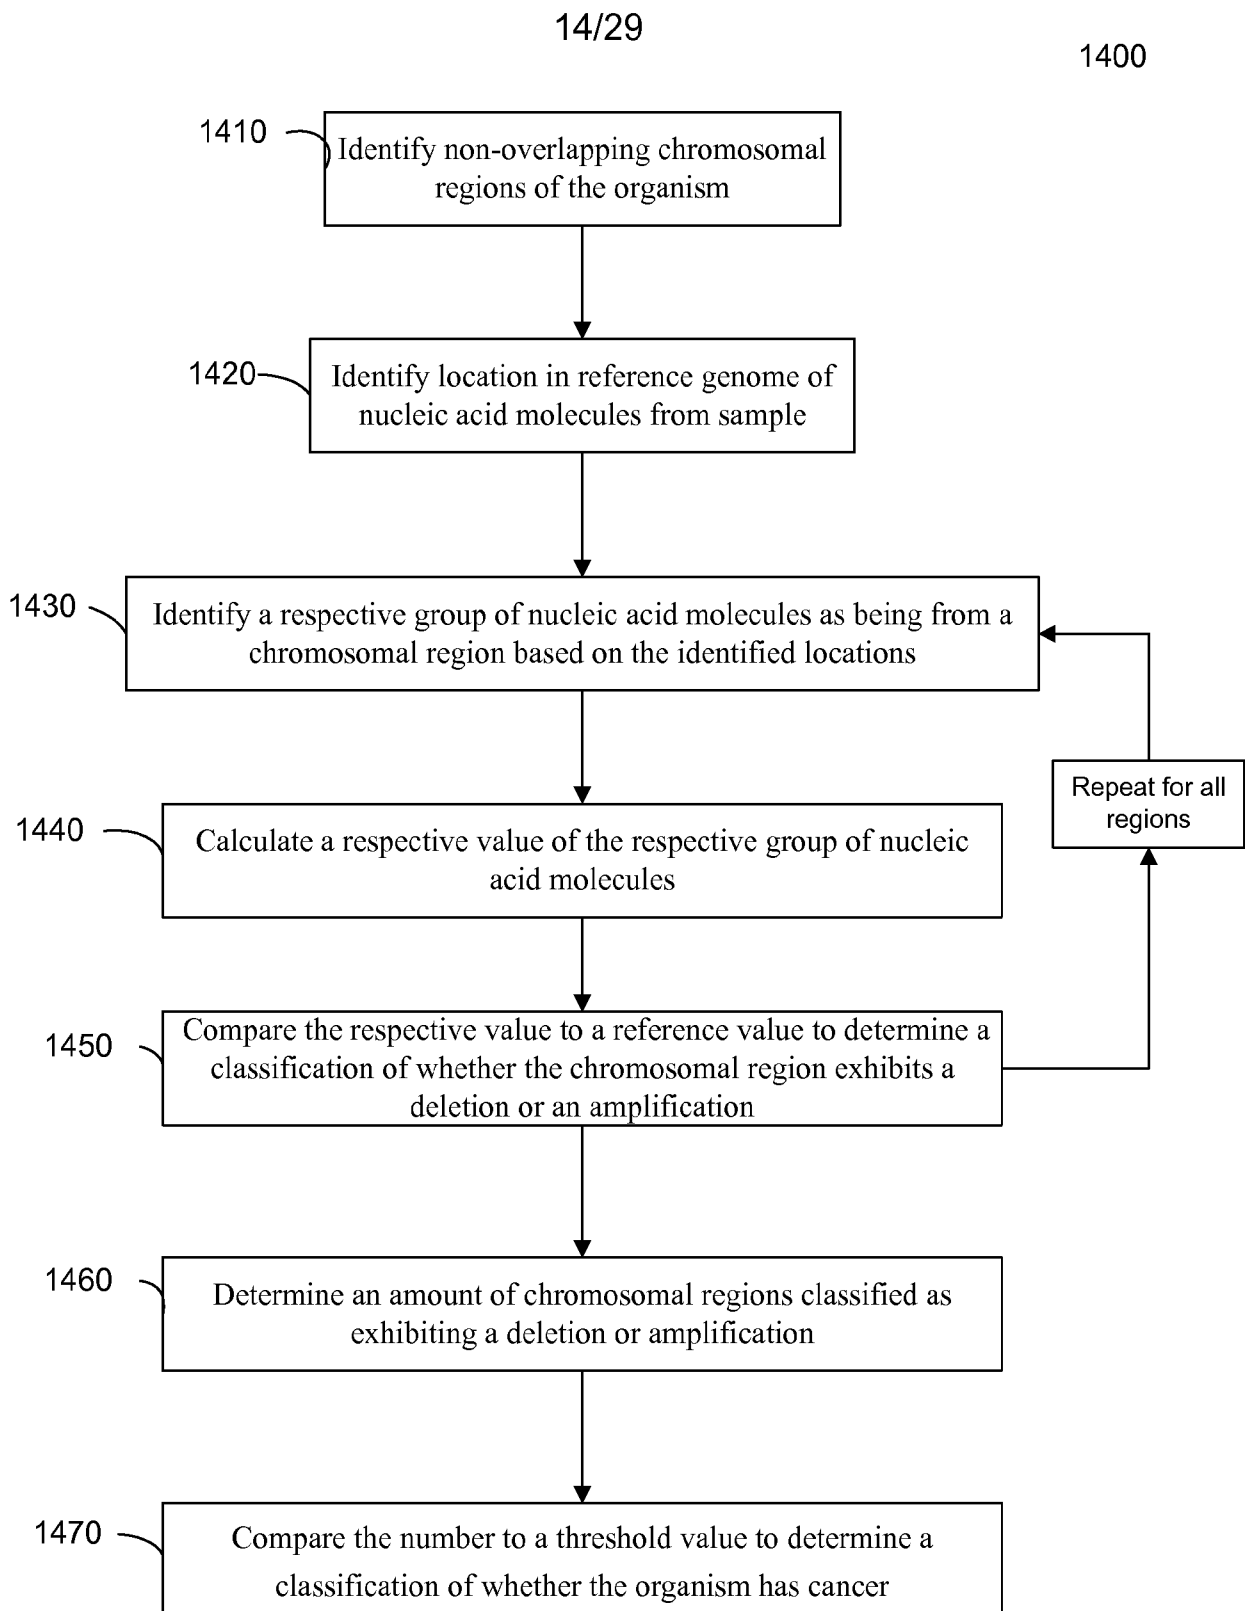 14/29
1400
1410
Identify non-overlapping chromosomal
regions of the organism
1420
Identify location in reference genome of
nucleic acid molecules from sample
1430
Identify a respective group of nucleic acid molecules as being from a
chromosomal region based on the identified locations
Repeat for all
regions
1440
Calculate a respective value of the respective group of nucleic
acid molecules
1450
Compare the respective value to a reference value to determine a
classification of whether the chromosomal region exhibits a
deletion or an amplification
1460
Determine an amount of chromosomal regions classified as
exhibiting a deletion or amplification
1470
Compare the number to a threshold value to determine a
classification of whether the organism has cancer